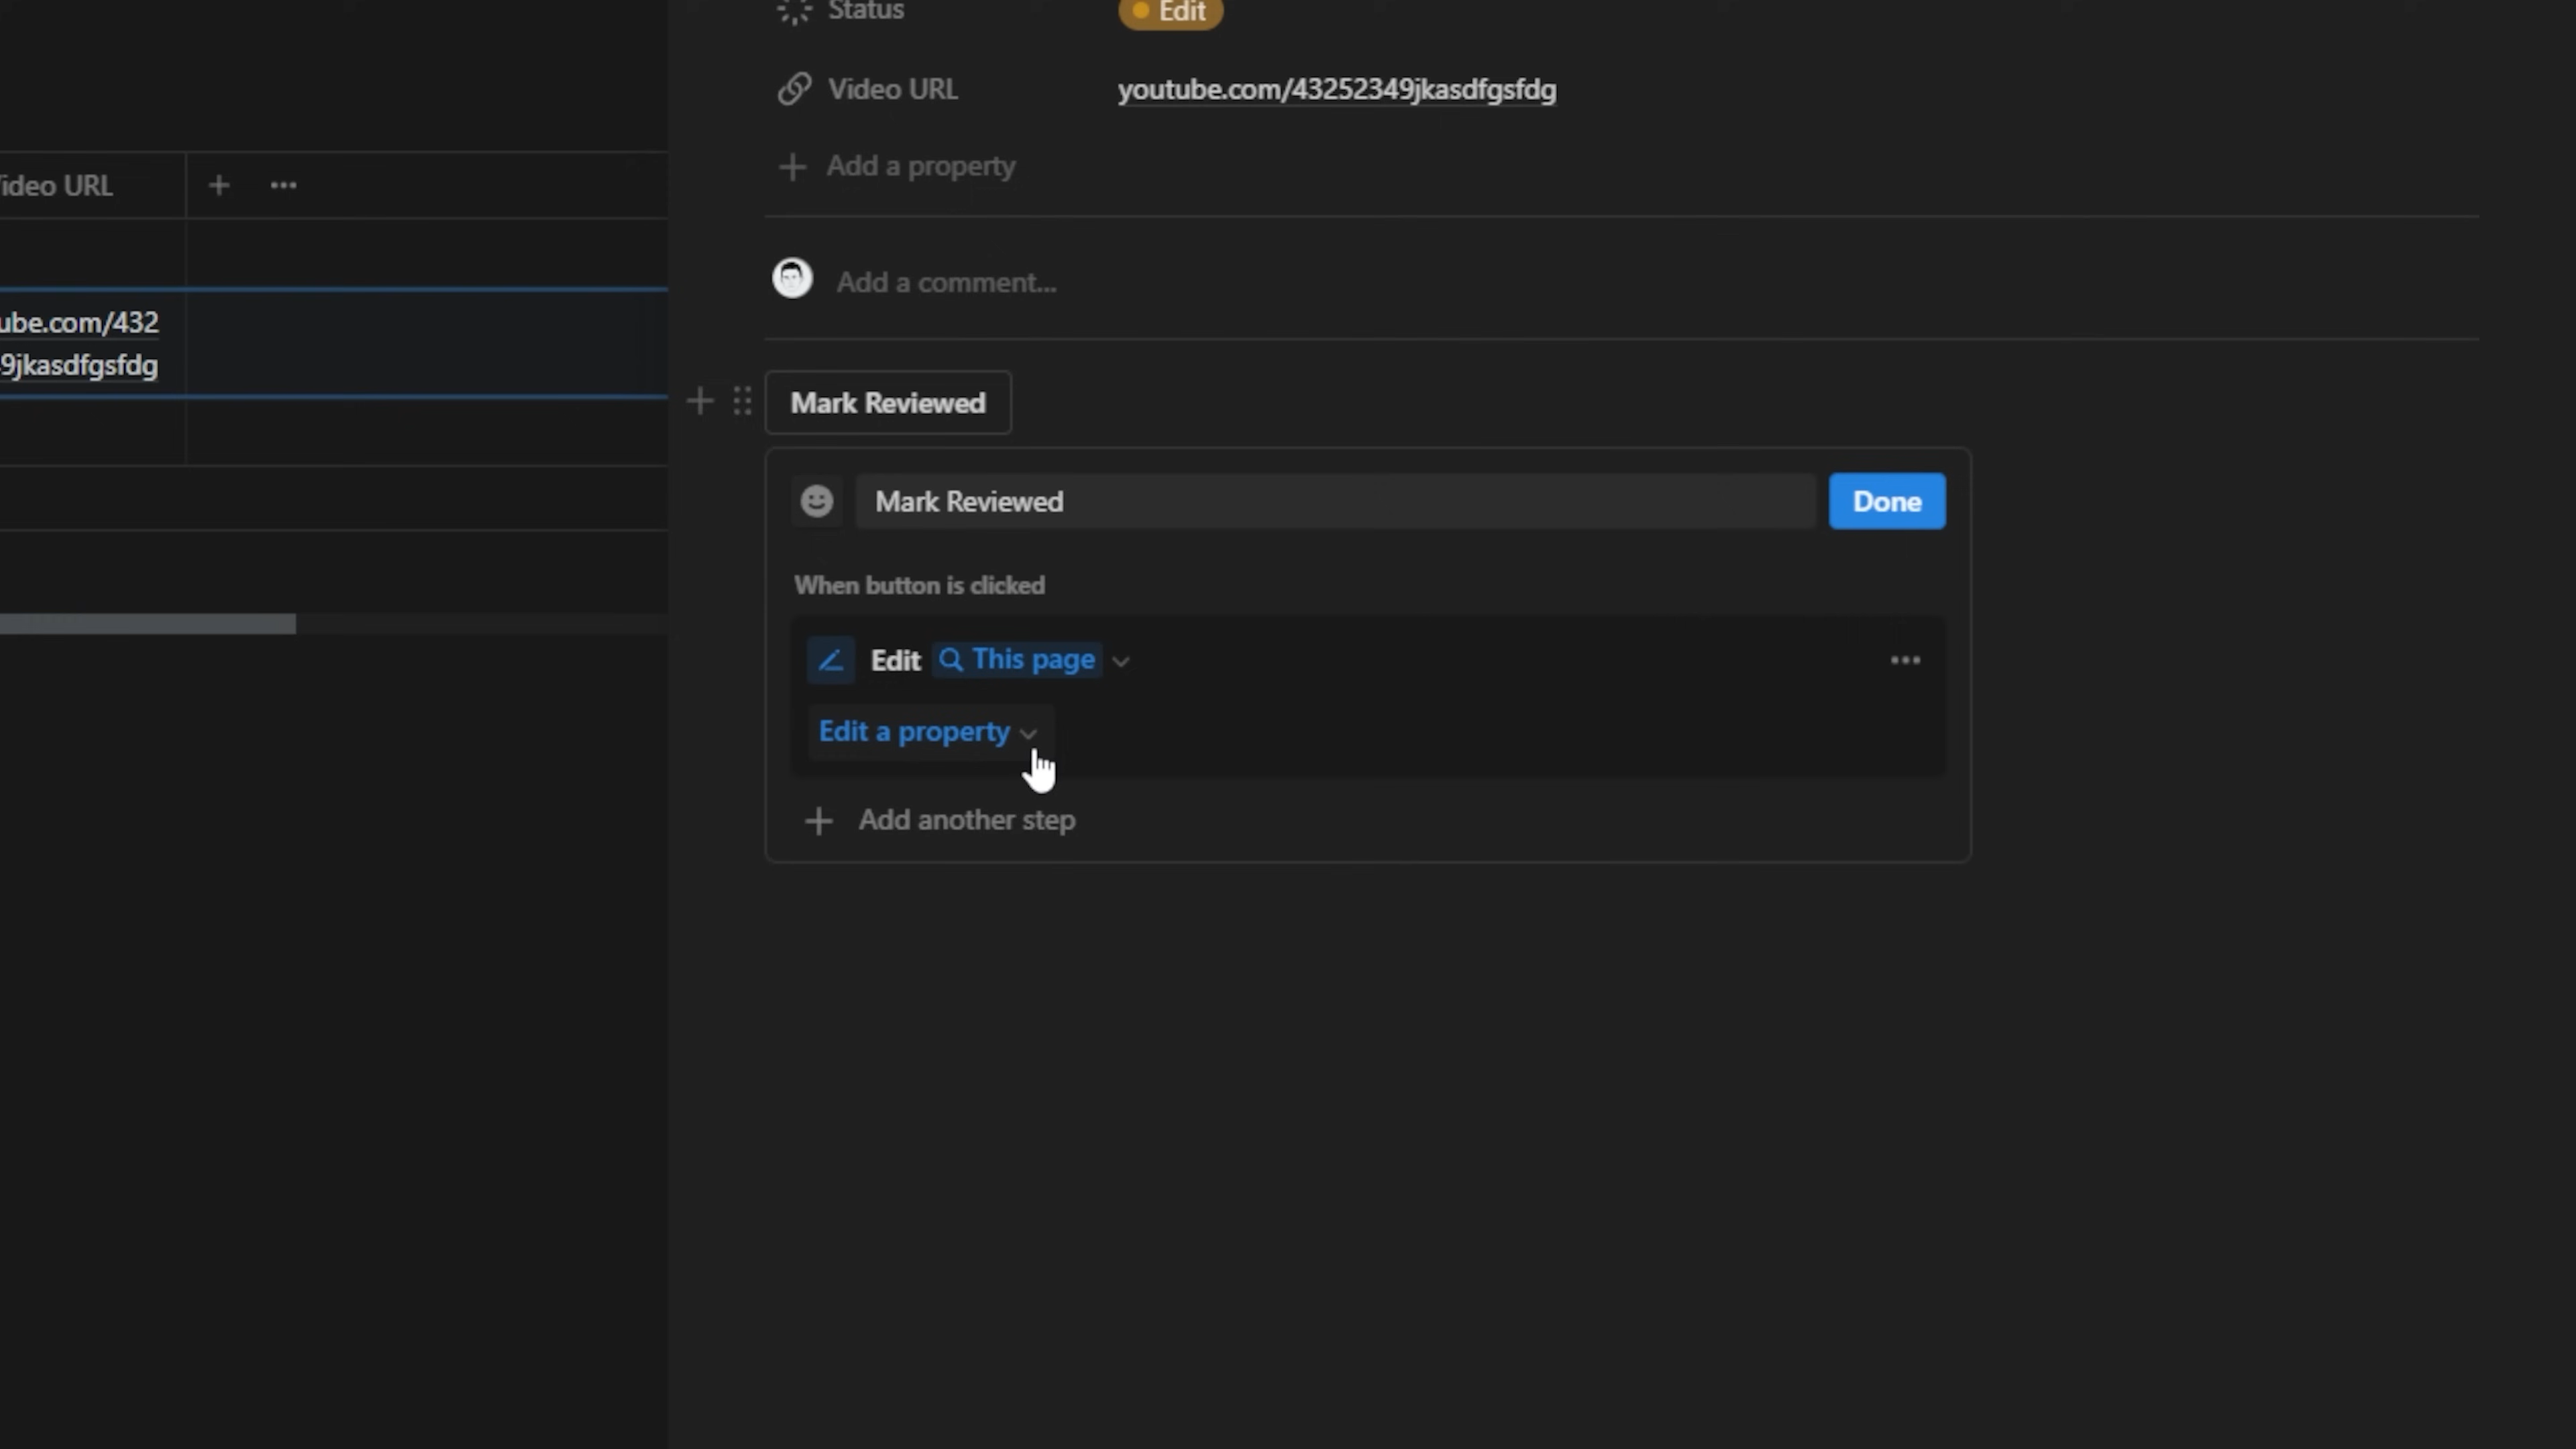 Status
Edit
Video URL
youtube.com/43252349jkasdfgsfdg
Add a property
ideo URL
ube.com/432
9jkasdfgsfdg
Add a comment...
Mark Reviewed
Mark Reviewed
Done
When button is clicked
Edit This page
Edit a property
Add another step